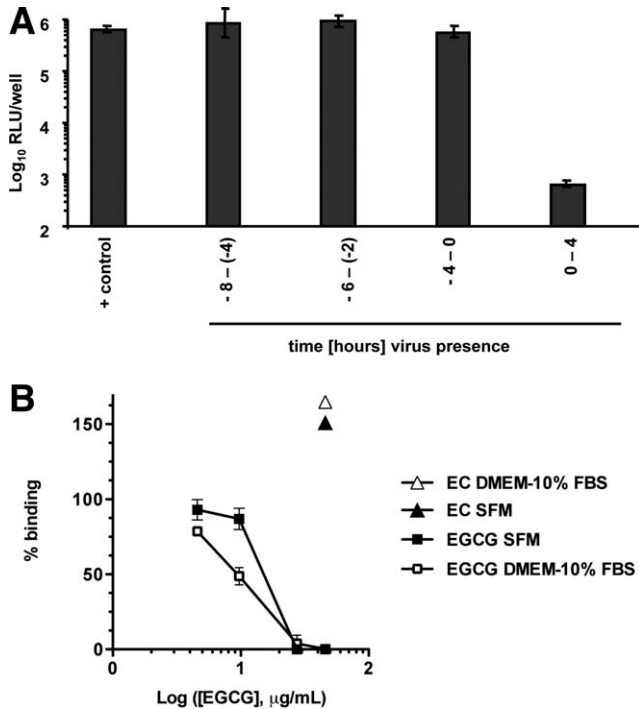 A
Log10 RLU/well
6
5
4
3
2
+ control
- 8 – (-4)
- 6 – (-2)
- 4 – 0
0 – 4
time [hours] virus presence
B
% binding
150
100
50
0
0
1
2
Log ([EGCG], μg/mL)
EC DMEM-10% FBS
EC SFM
EGCG SFM
EGCG DMEM-10% FBS